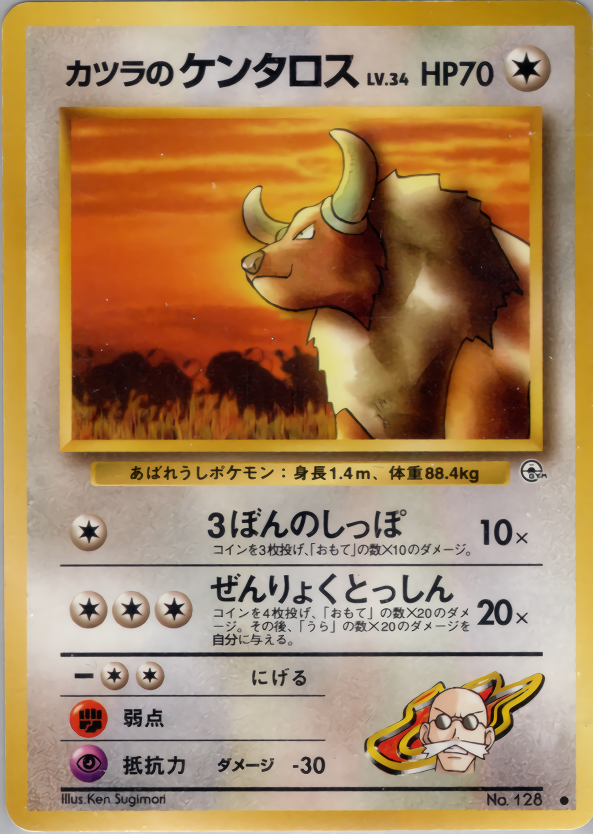 カツラのケンタロス LV.34 HP70
あばれうしポケモン：身長1.4m、体重88.4kg
GYM
3ぼんのしっぽ 10×
コインを3枚投げ、「おもて」の数×10のダメージ。
ぜんりょくとっしん 20×
コインを4枚投げ、「おもて」の数×20のダメ
ージ。その後、「うら」の数×20のダメージを
自分に与える。
にげる
弱点
抵抗力 ダメージ -30
Illus.Ken Sugimori No.128